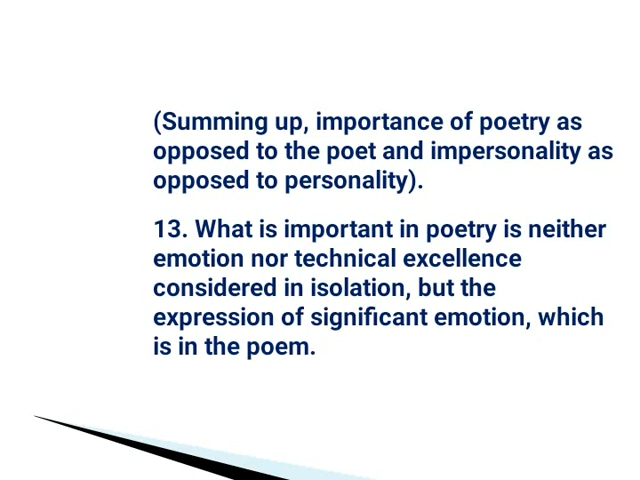 (Summing up, importance of poetry as
opposed to the poet and impersonality as
opposed to personality).
13. What is important in poetry is neither
emotion nor technical excellence
considered in isolation, but the
expression of significant emotion, which
is in the poem.